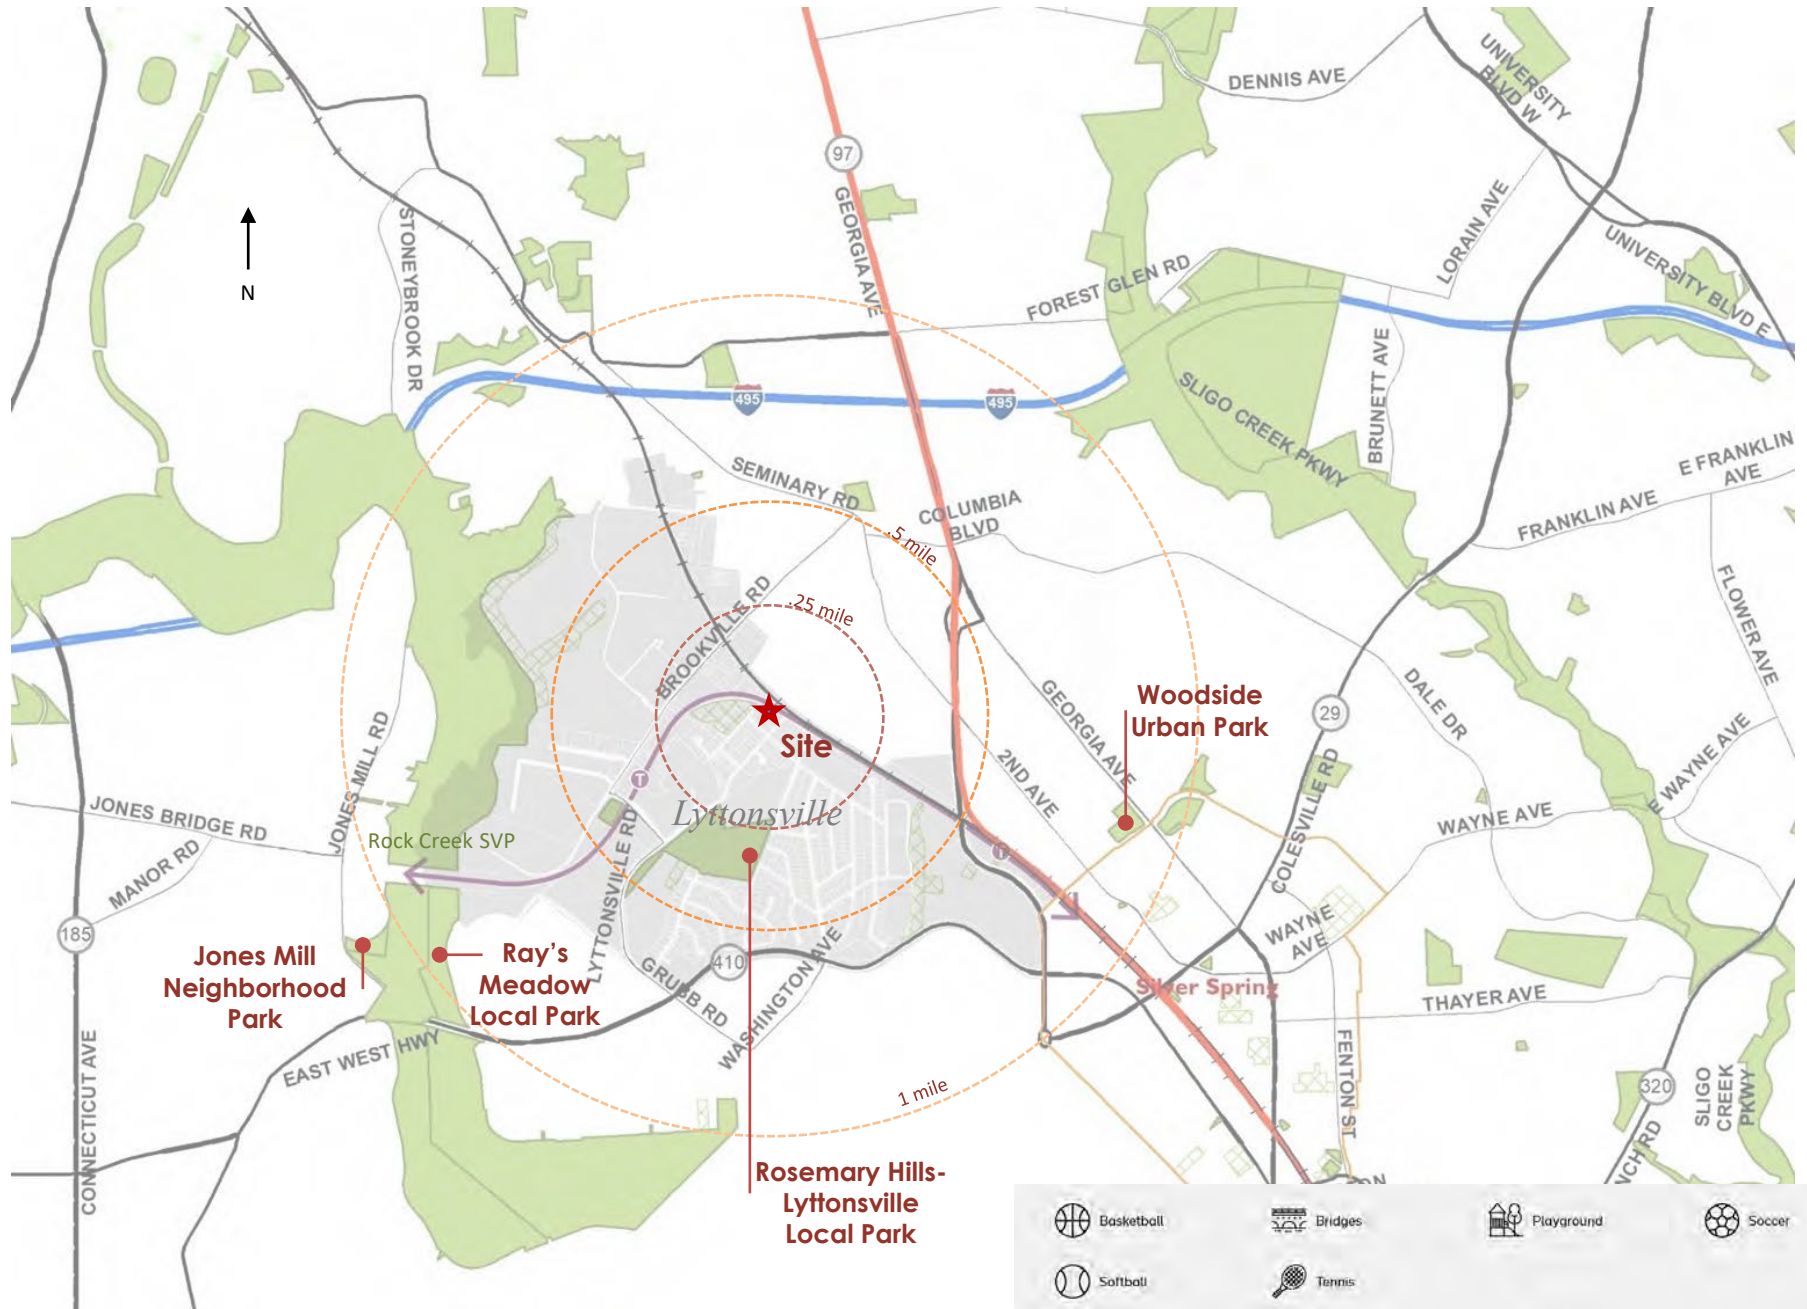 DENNIS AVE
UNIVERSITY
BLVD W
97
GEORGIA AVE
STONEYBROOK DR
N
FOREST GLEN RD
LORAIN AVE
UNIVERSITY BLVD E
BRUNETT AVE
495
495
SLIGO CREEK PKWY
SEMINARY RD
COLUMBIA
BLVD
E FRANKLIN
AVE
FRANKLIN AVE
.5 mile
.25 mile
BROOKVILLE RD
FLOWER AVE
Site
GEORGIA AVE
Woodside
Urban Park
29
DALE DR
2ND AVE
COLESVILLE RD
E WAYNE AVE
WAYNE AVE
JONES MILL RD
JONES BRIDGE RD
MANOR RD
Rock Creek SVP
T
Lyttonsville
T
LYTTONSVILLE RD
185
Jones Mill
Neighborhood
Park
Ray's
Meadow
Local Park
410
GRUBB RD
WASHINGTON AVE
WAYNE
AVE
Silver Spring
THAYER AVE
EAST WEST HWY
CONNECTICUT AVE
FENTON ST
1 mile
320
SLIGO
CREEK
PKWY
NCH RD
Rosemary Hills-
Lyttonsville
Local Park
Basketball
Bridges
Playground
Soccer
Softball
Tennis